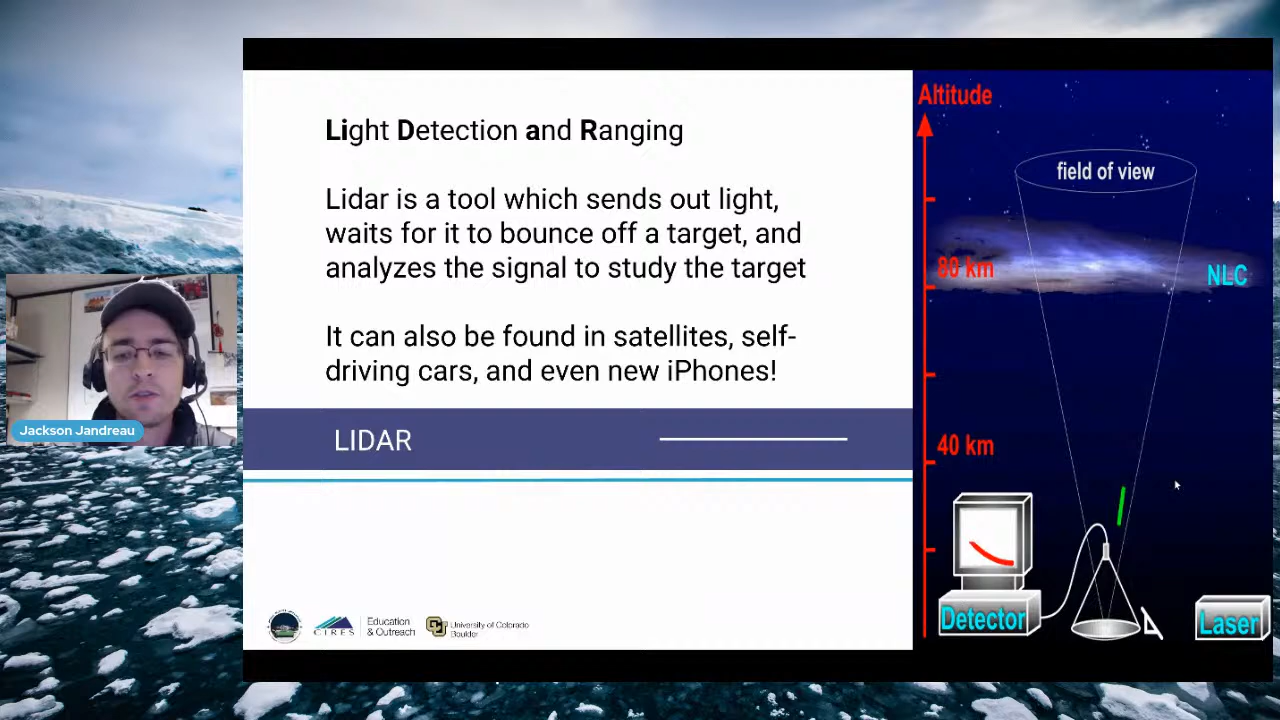 Light Detection and Ranging
Lidar is a tool which sends out light,
waits for it to bounce off a target, and
analyzes the signal to study the target
It can also be found in satellites, self-
driving cars, and even new iPhones!
LIDAR
CIRES
Education
& Outreach
CU
University of Colorado
Boulder
Altitude
field of view
80 km
NLC
40 km
Detector
Laser
Jackson Jandreau